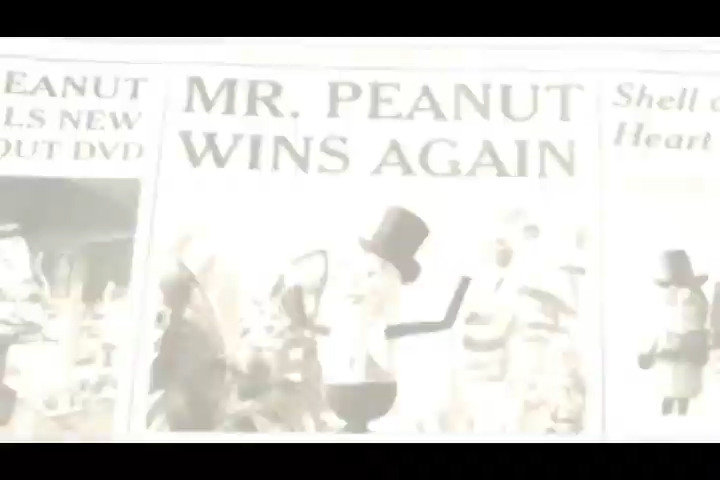 EANUT
LS NEW
OUT DVD
MR. PEANUT
WINS AGAIN
Shell
Heart